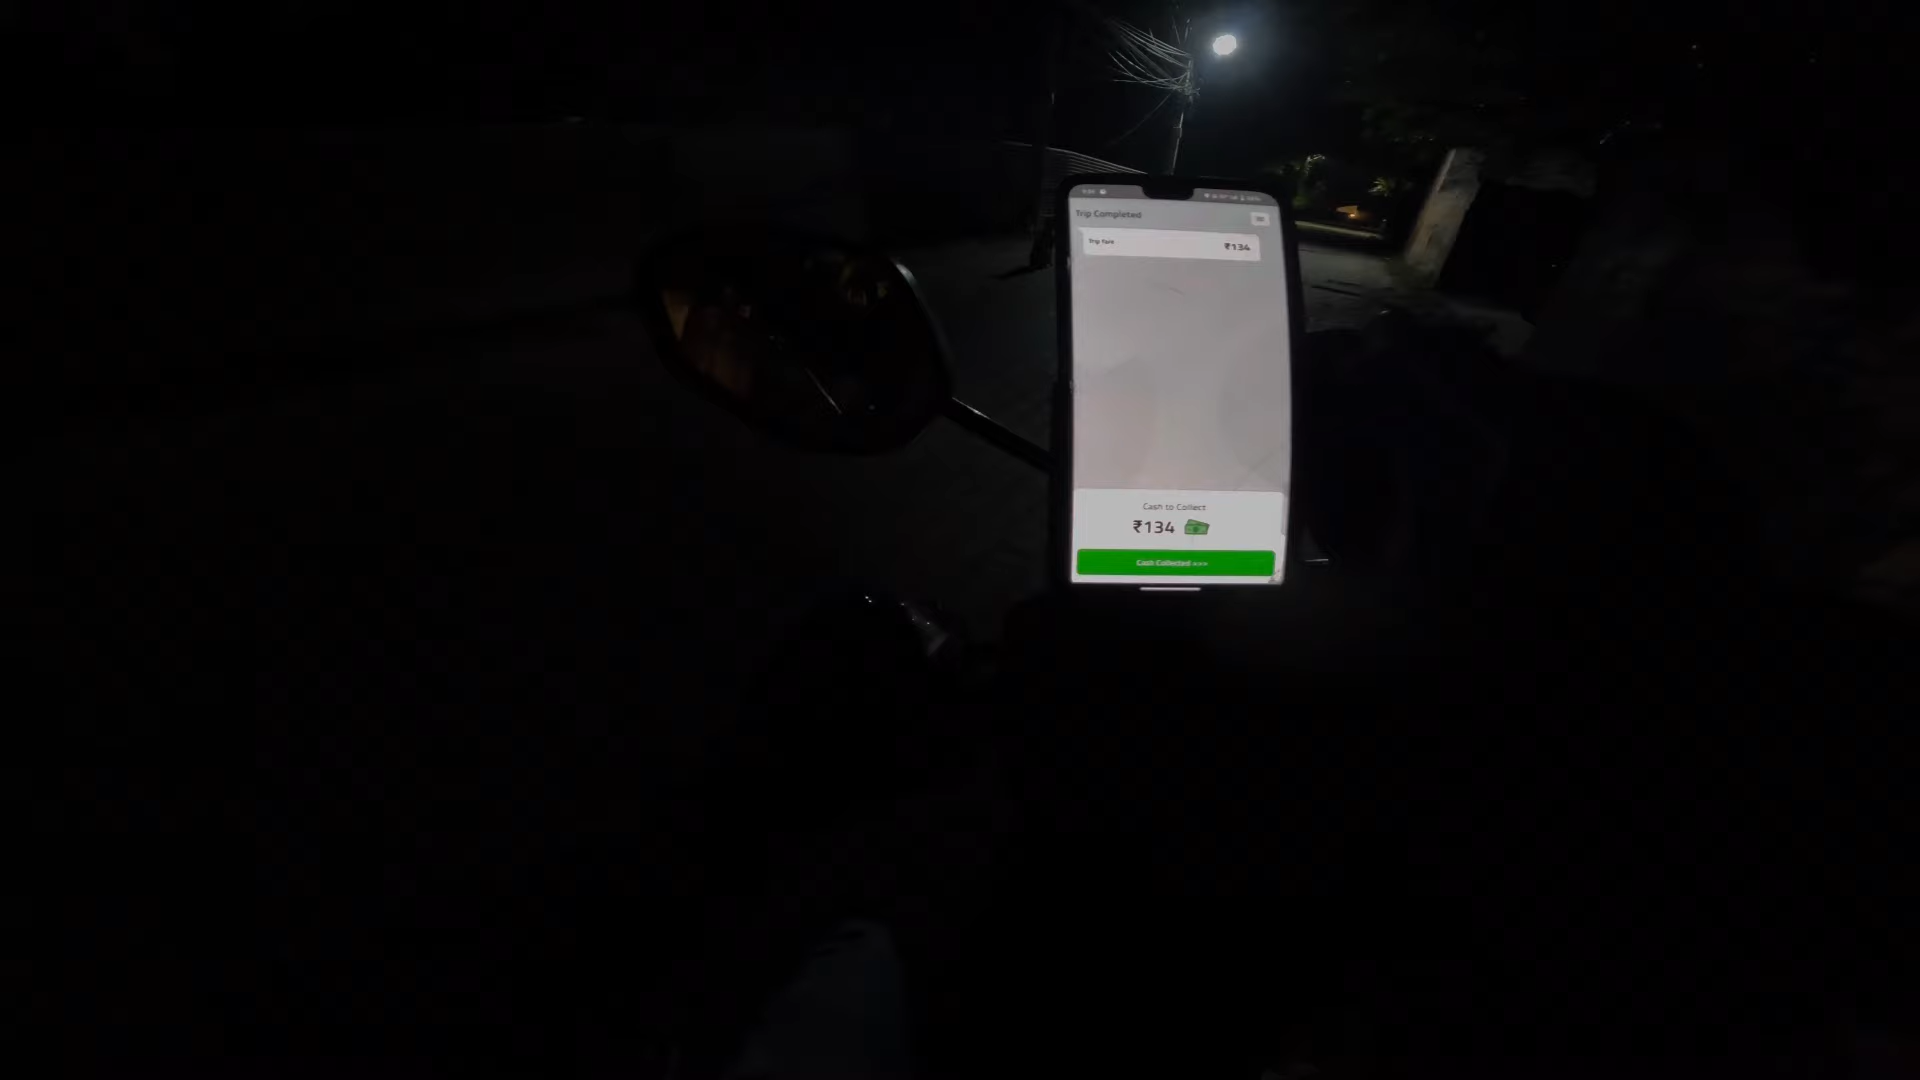 Trip Completed
Trip fare
₹134
Cash to Collect
₹134
Cash Collected >>>